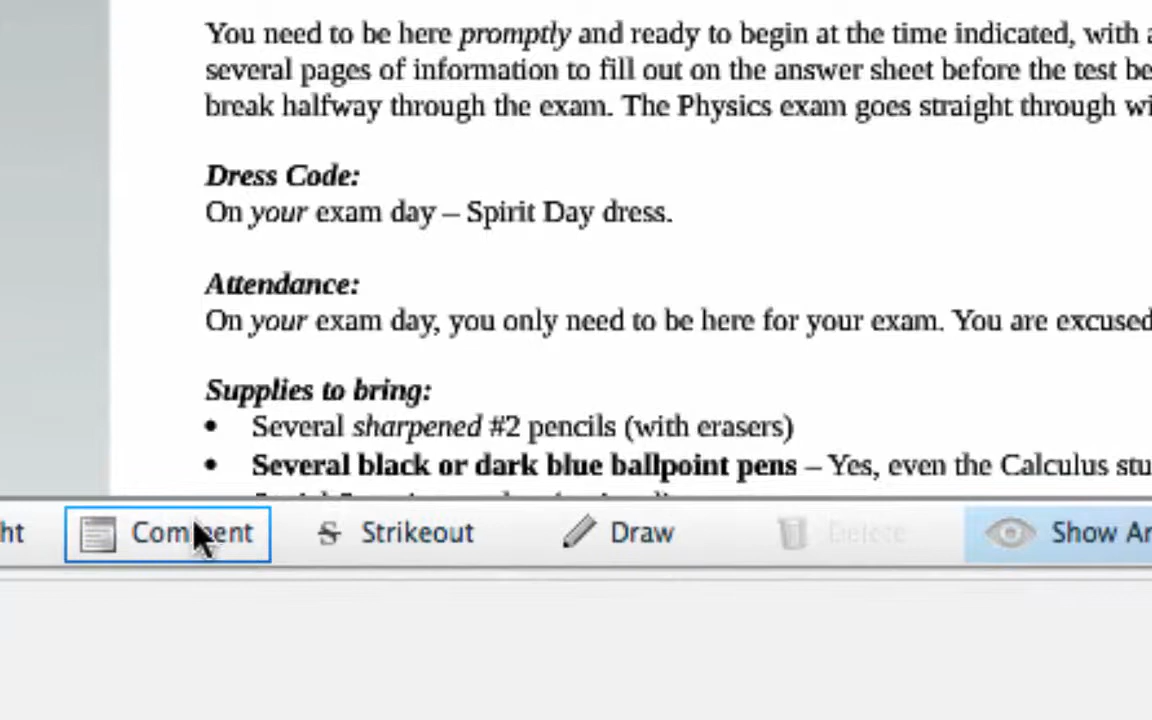 You need to be here promptly and ready to begin at the time indicated, with
several pages of information to fill out on the answer sheet before the test be
break halfway through the exam. The Physics exam goes straight through wi
Dress Code:
On your exam day – Spirit Day dress.
Attendance:
On your exam day, you only need to be here for your exam. You are excused
Supplies to bring:
• Several sharpened #2 pencils (with erasers)
• Several black or dark blue ballpoint pens – Yes, even the Calculus stu
ht Comment Strikeout Draw Delete Show An